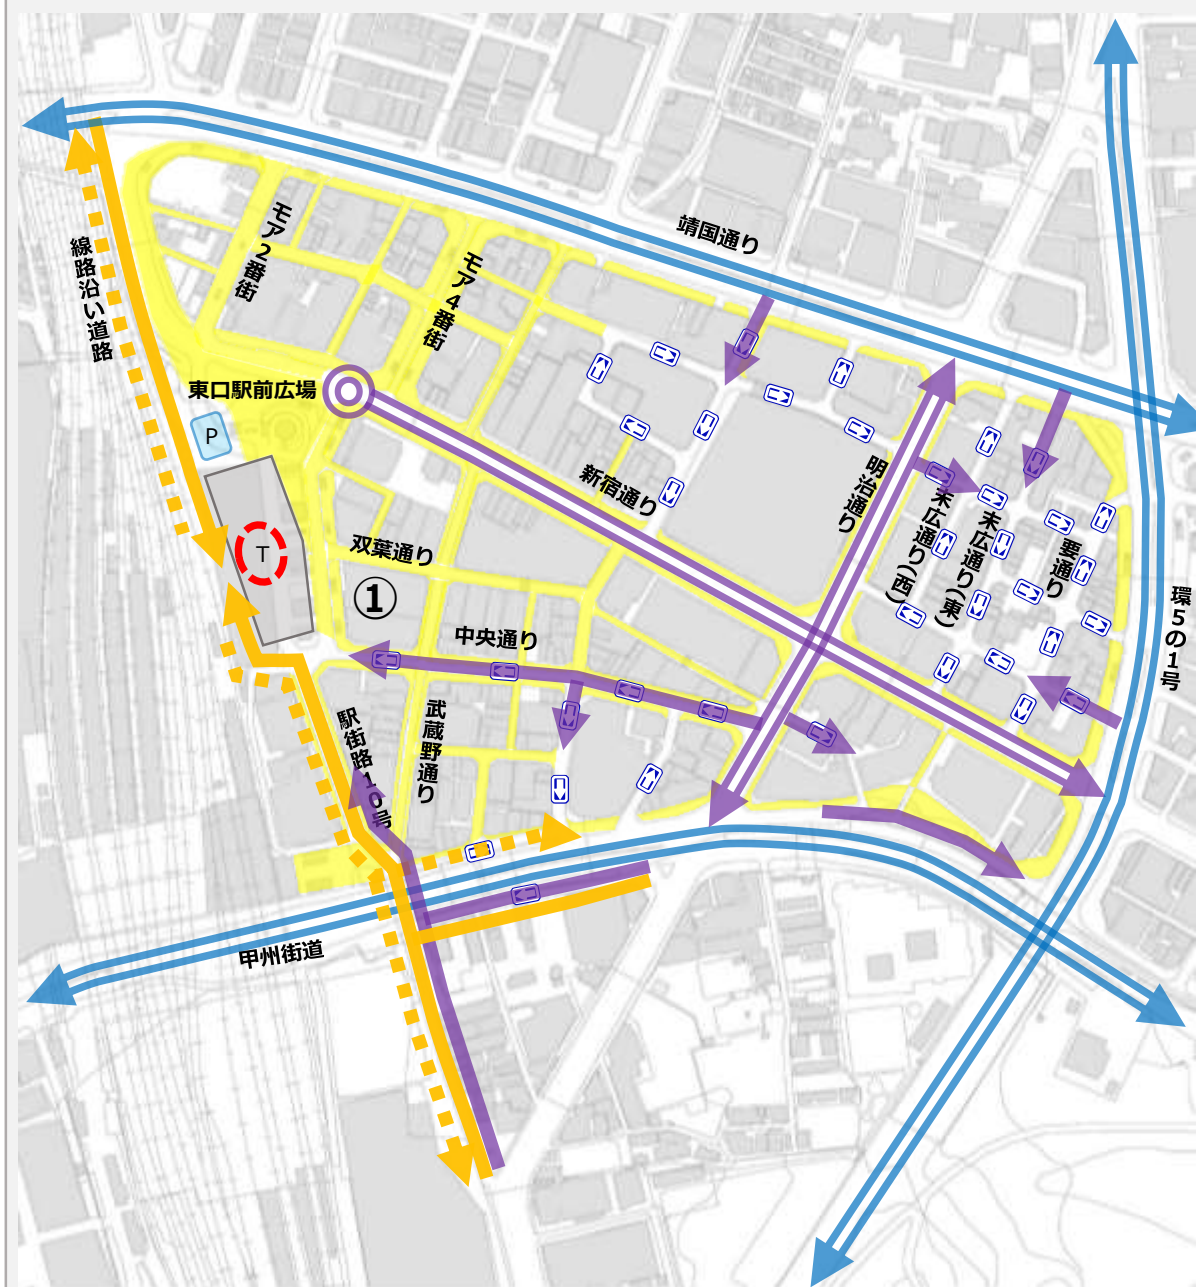 靖国通り
モア2番街
モア4番街
線路沿い道路
東口駅前広場
P
新宿通り
明治通り
末広通り(西)
末広通り(東)
要通り
T
双葉通り
①
中央通り
環5の1号
武蔵野通り
駅街路10号
甲州街道